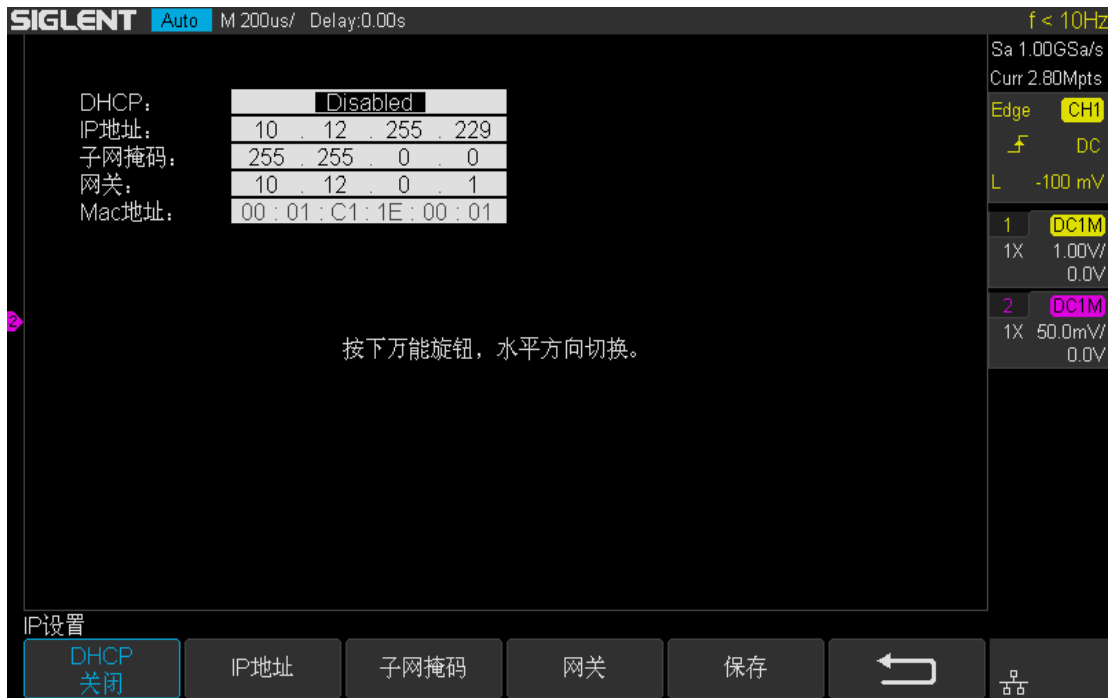 SIGLENT Auto M 200us/ Delay:0.00s f < 10Hz
Sa 1.00GSa/s
Curr 2.80Mpts
DHCP： Disabled
IP地址： 10 . 12 . 255 . 229
子网掩码： 255 . 255 . 0 . 0
网关： 10 . 12 . 0 . 1
Mac地址： 00 : 01 : C1 : 1E : 00 : 01
Edge CH1
DC
L -100 mV
1 DC1M
1X 1.00V/
0.0V
2 DC1M
1X 50.0mV/
0.0V
2
按下万能旋钮，水平方向切换。
IP设置
DHCP
关闭
IP地址
子网掩码
网关
保存